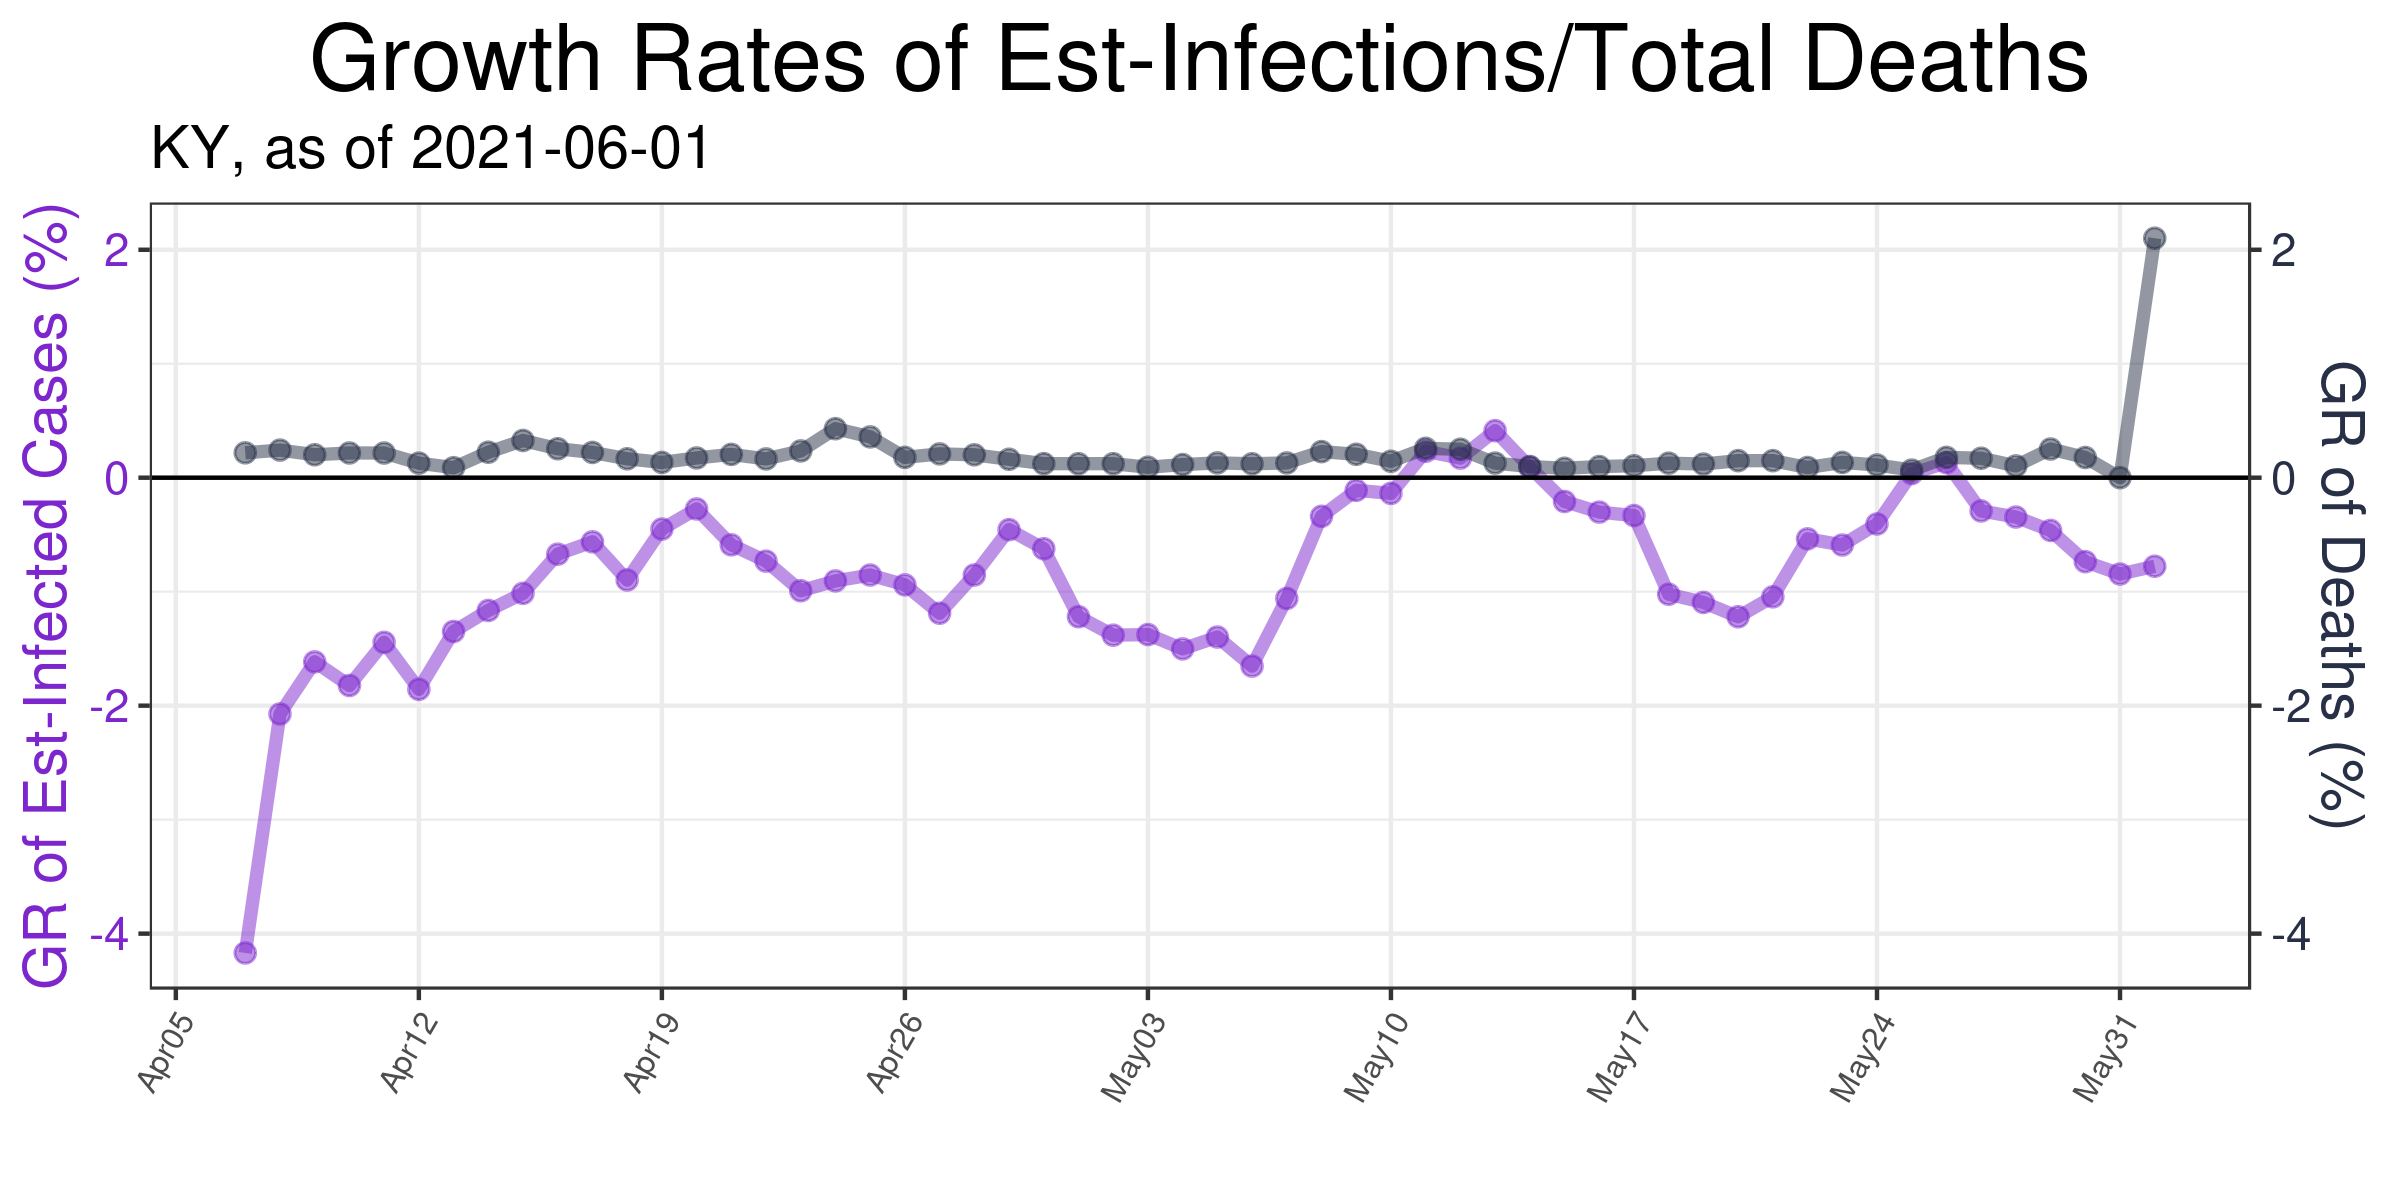 Growth Rates of Est-Infections/Total Deaths
KY, as of 2021-06-01
GR of Est-Infected Cases (%)
2
0
-2
-4
2
0
-2
-4
GR of Deaths (%)
Apr05
Apr12
Apr19
Apr26
May03
May10
May17
May24
May31